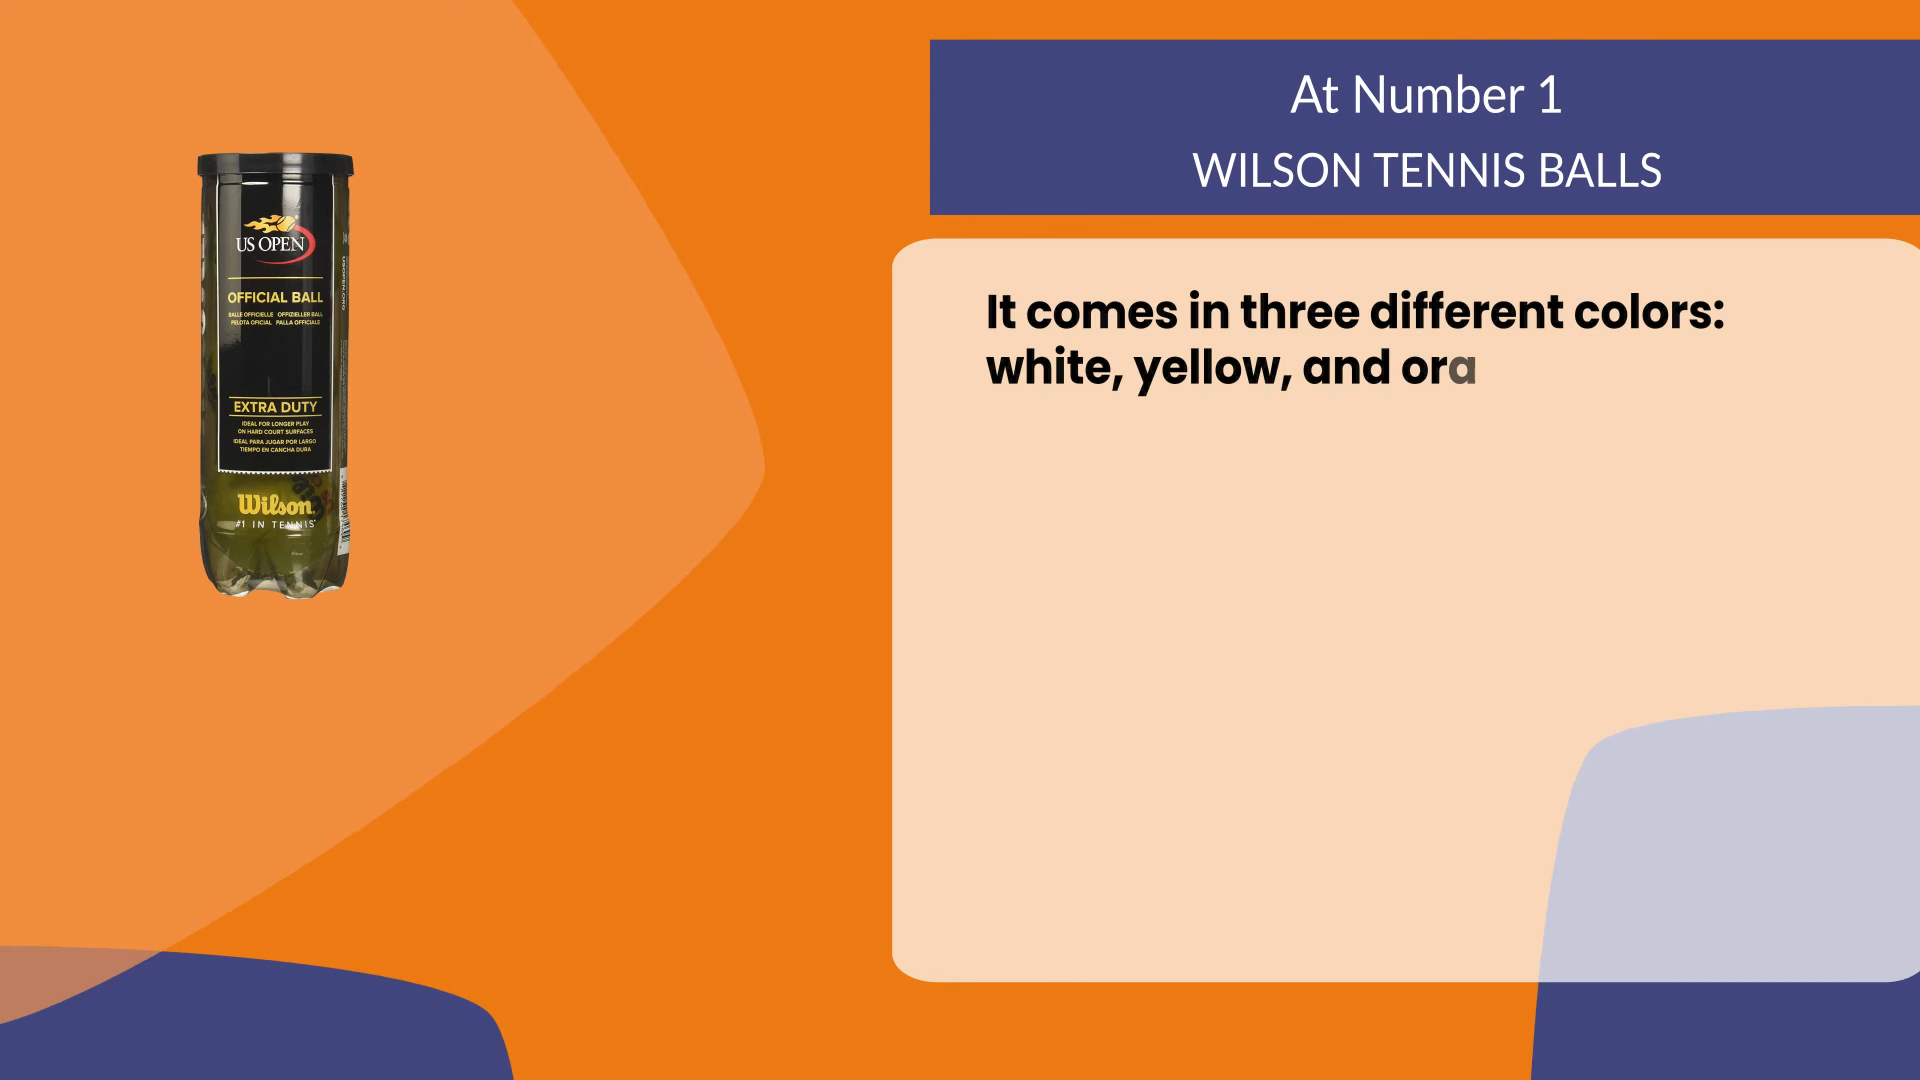 At Number 1
WILSON TENNIS BALLS
It comes in three different colors:
white, yellow, and ora
US OPEN
OFFICIAL BALL
BALLE OFFICIELLE OFFIZIELLER BALL
PELOTA OFICIAL PALLA OFFICIALE
EXTRA DUTY
IDEAL FOR LONGER PLAY
ON HARD COURT SURFACES
IDEAL PARA JUGAR POR LARGO
TIEMPO EN CANCHA DURA
Wilson
#1 IN TENNIS